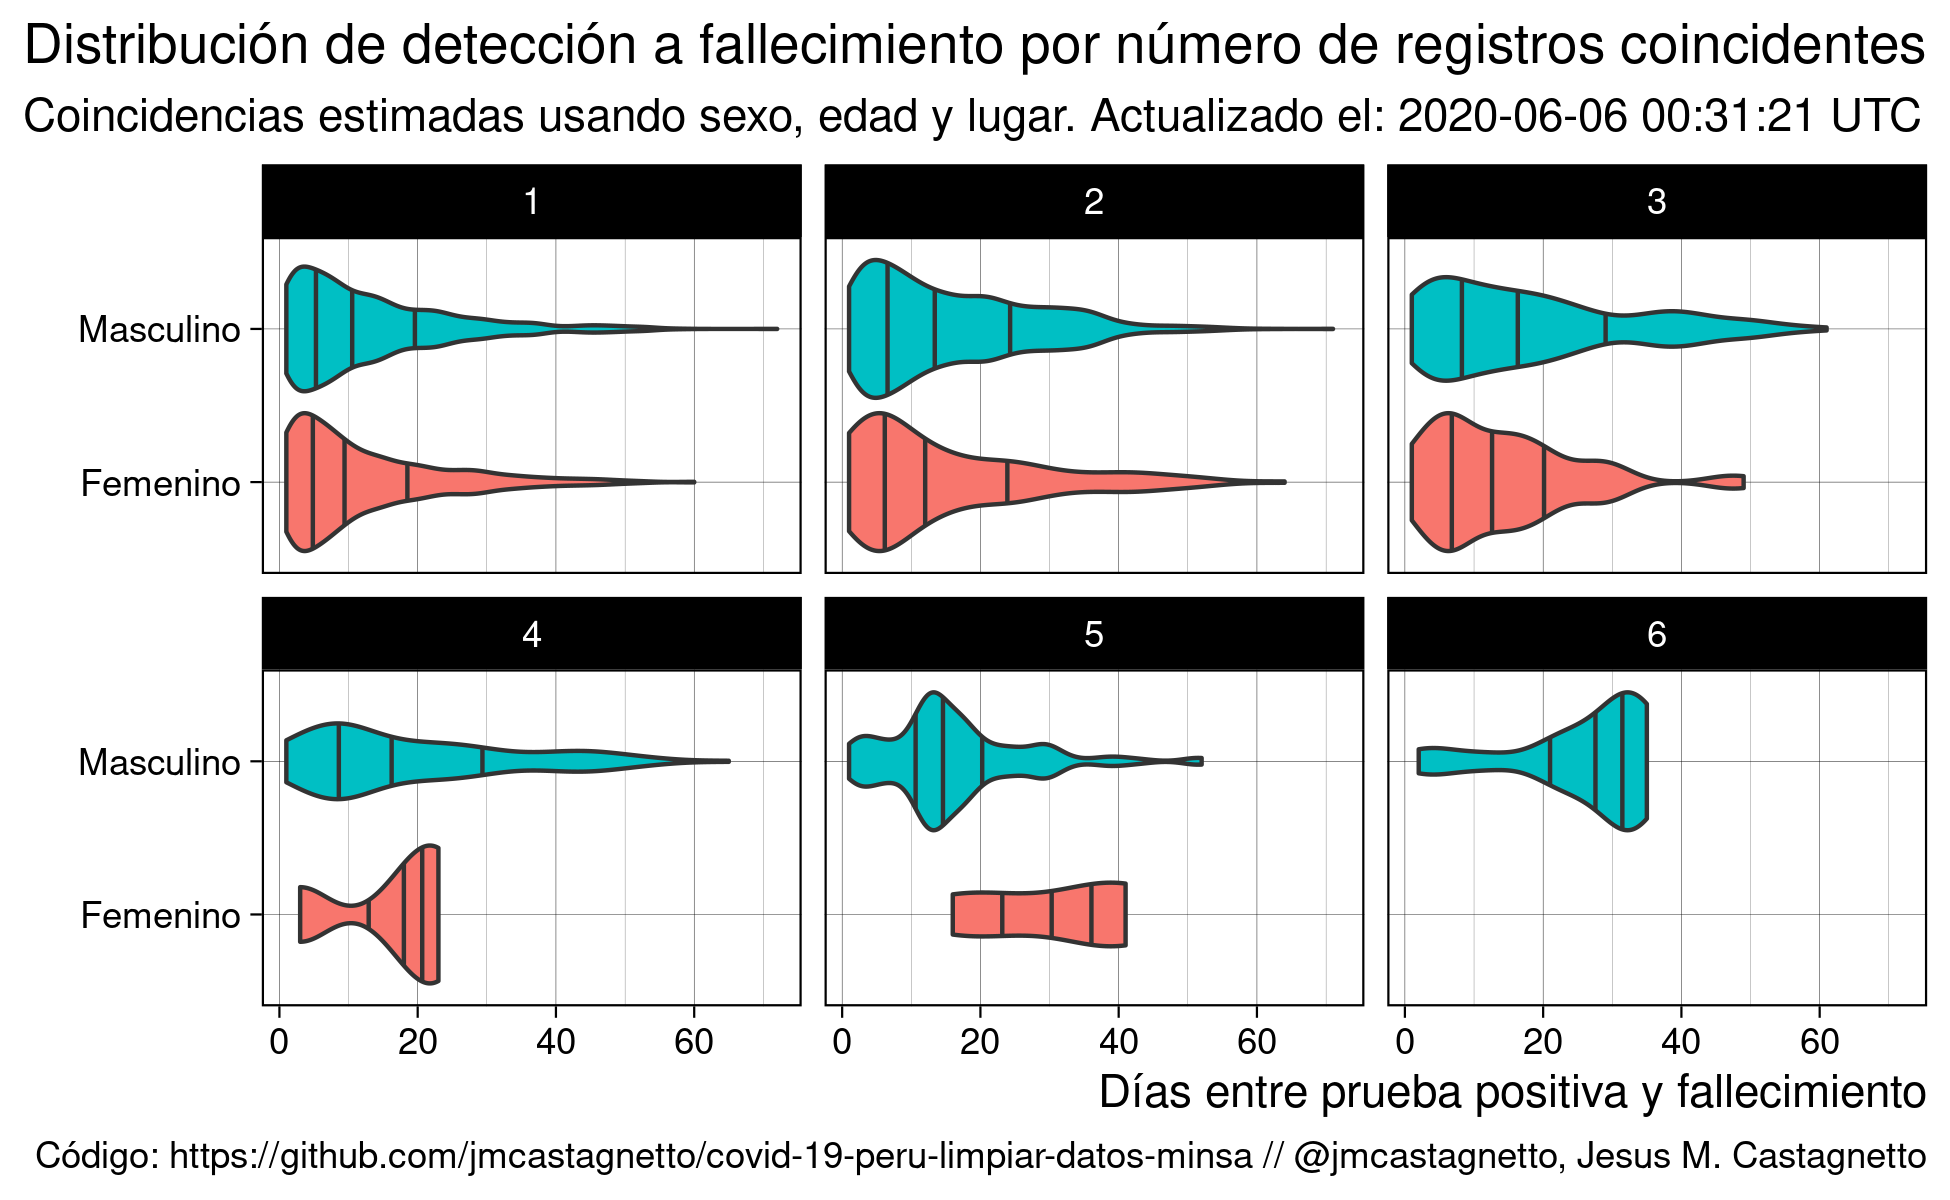 Distribución de detección a fallecimiento por número de registros coincidentes
Coincidencias estimadas usando sexo, edad y lugar. Actualizado el: 2020-06-06 00:31:21 UTC
1 2 3
Masculino
Femenino
4 5 6
Masculino
Femenino
0 20 40 60 0 20 40 60 0 20 40 60
Días entre prueba positiva y fallecimiento
Código: https://github.com/jmcastagnetto/covid-19-peru-limpiar-datos-minsa // @jmcastagnetto, Jesus M. Castagnetto